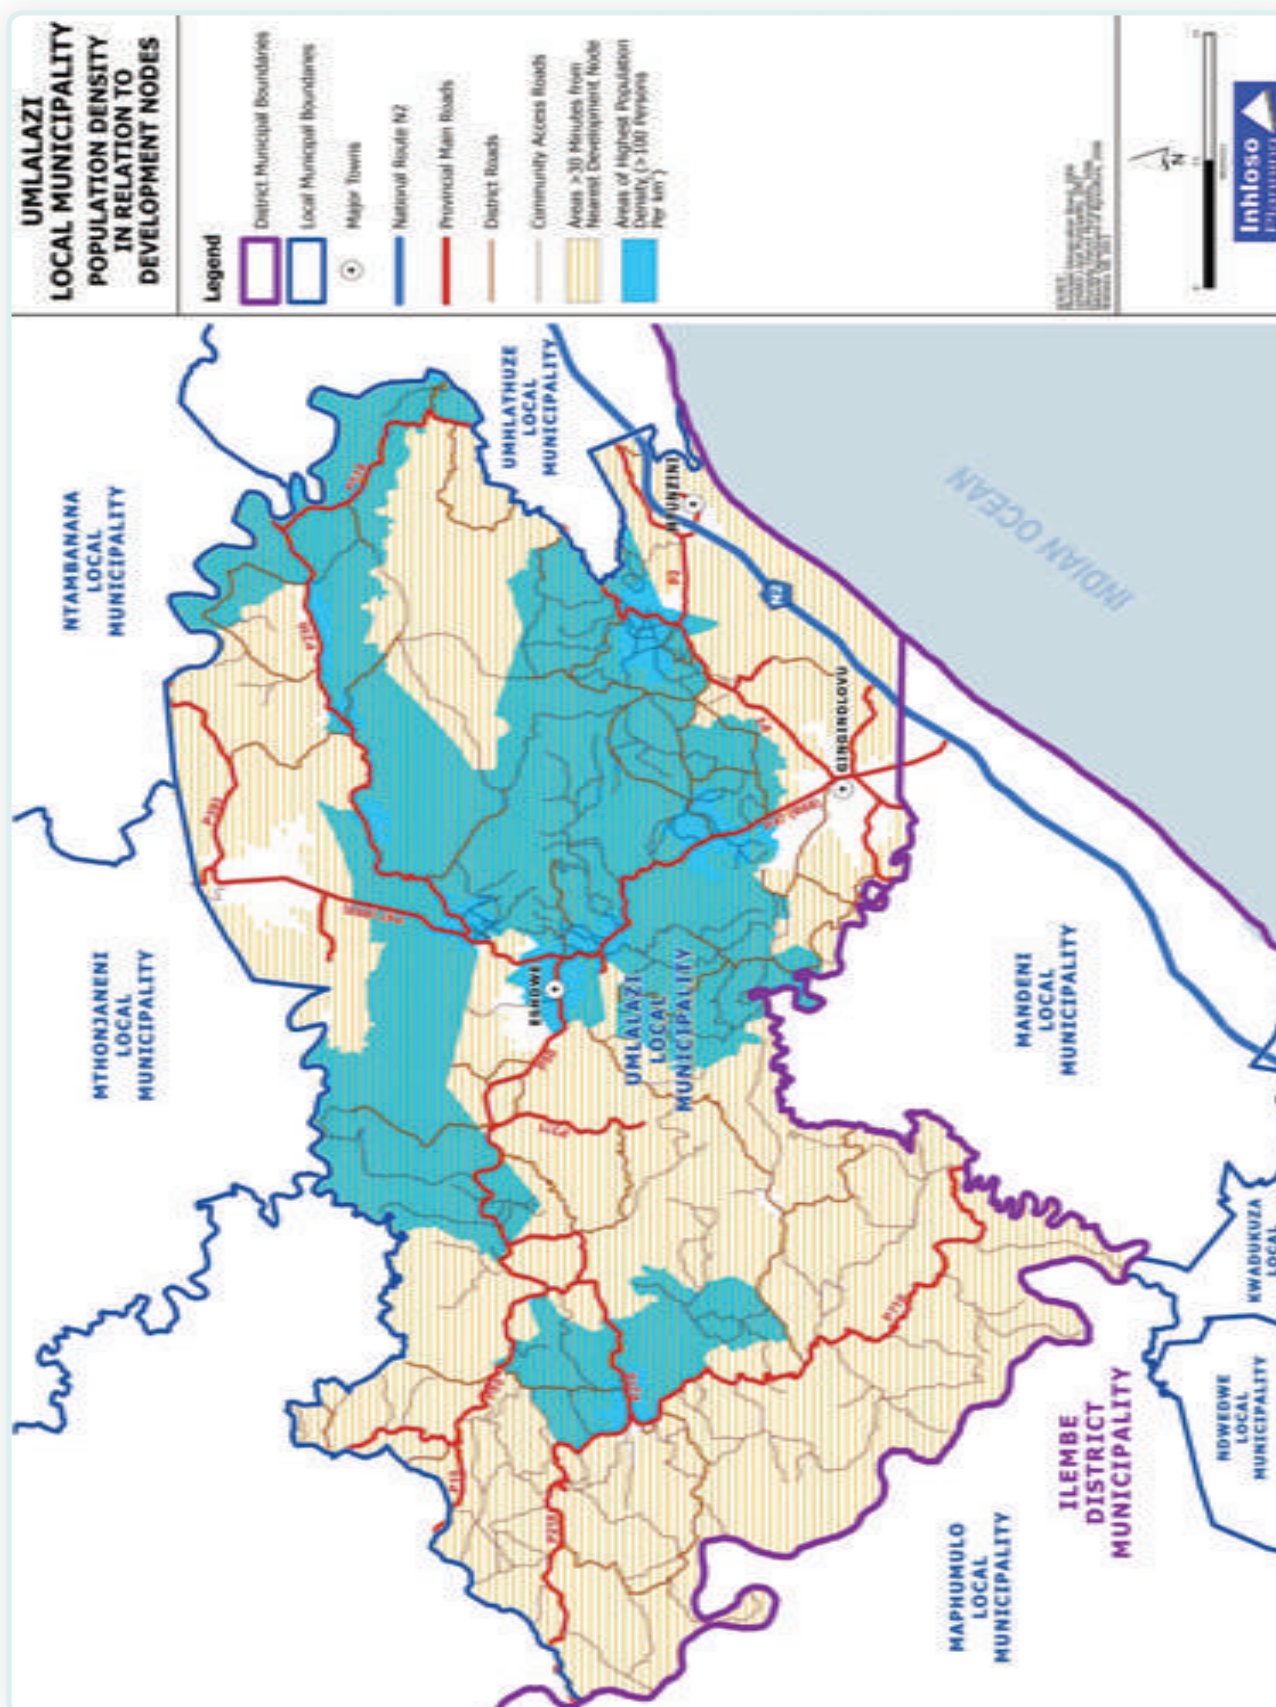 UMLALAZI
LOCAL MUNICIPALITY
POPULATION DENSITY
IN RELATION TO
DEVELOPMENT NODES
Legend
District Municipal Boundaries
Local Municipal Boundaries
Major Towns
National Route N2
Provincial Main Roads
District Roads
Community Access Roads
Areas >30 Minutes from
Nearest Development Node
Areas of Highest Population
Density (>100 Persons
Per km²)
N
Inhloso
Planning
NTAMBANANA
LOCAL
MUNICIPALITY
UMHLATHUZE
LOCAL
MUNICIPALITY
MTHONJANENI
LOCAL
MUNICIPALITY
MTUNZINI
INDIAN OCEAN
N2
P2
GINGINDLOVU
ESHOWE
UMLALAZI
LOCAL
MUNICIPALITY
MANDENI
LOCAL
MUNICIPALITY
P15
P215
KWADUKUZA
LOCAL
NDWEDWE
LOCAL
MUNICIPALITY
ILEMBE
DISTRICT
MUNICIPALITY
MAPHUMULO
LOCAL
MUNICIPALITY